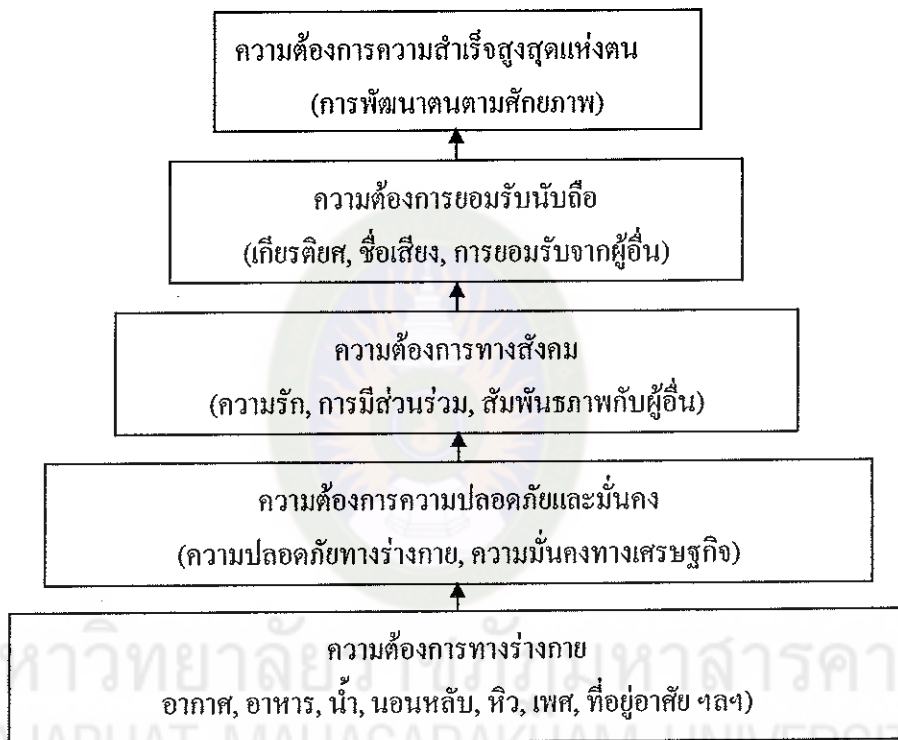 ความต้องการความสำเร็จสูงสุดแห่งตน
(การพัฒนาตนตามศักยภาพ)
ความต้องการยอมรับนับถือ
(เกียรติยศ, ชื่อเสียง, การยอมรับจากผู้อื่น)
ความต้องการทางสังคม
(ความรัก, การมีส่วนร่วม, สัมพันธภาพกับผู้อื่น)
ความต้องการความปลอดภัยและมั่นคง
(ความปลอดภัยทางร่างกาย, ความมั่นคงทางเศรษฐกิจ)
ความต้องการทางร่างกาย
อากาศ, อาหาร, น้ำ, นอนหลับ, หิว, เพศ, ที่อยู่อาศัย ฯลฯ)